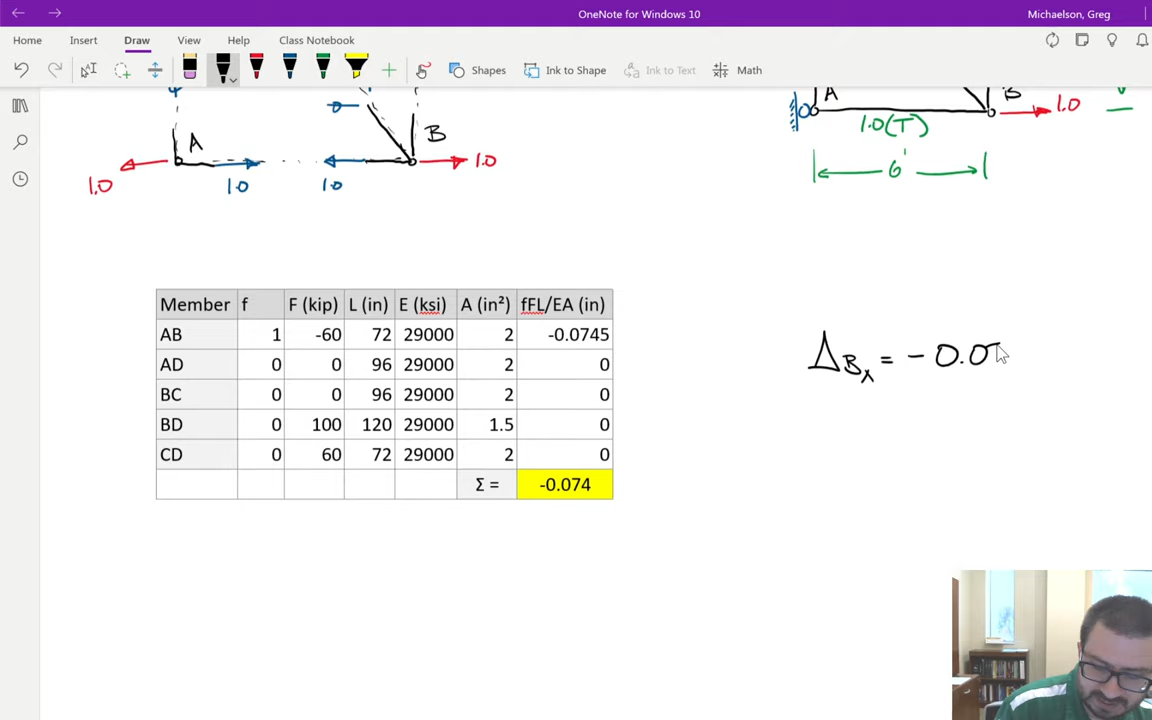 OneNote for Windows 10
Michaelson, Greg
Home Insert Draw View Help Class Notebook
Shapes Ink to Shape Ink to Text Math
A
B
1.0
1.0
1.0
1.0
A
B
1.0
1.0(T)
6'
Member f F (kip) L (in) E (ksi) A (in²) fFL/EA (in)
AB 1 -60 72 29000 2 -0.0745
AD 0 0 96 29000 2 0
BC 0 0 96 29000 2 0
BD 0 100 120 29000 1.5 0
CD 0 60 72 29000 2 0
Σ = -0.074
ΔBx = - 0.0